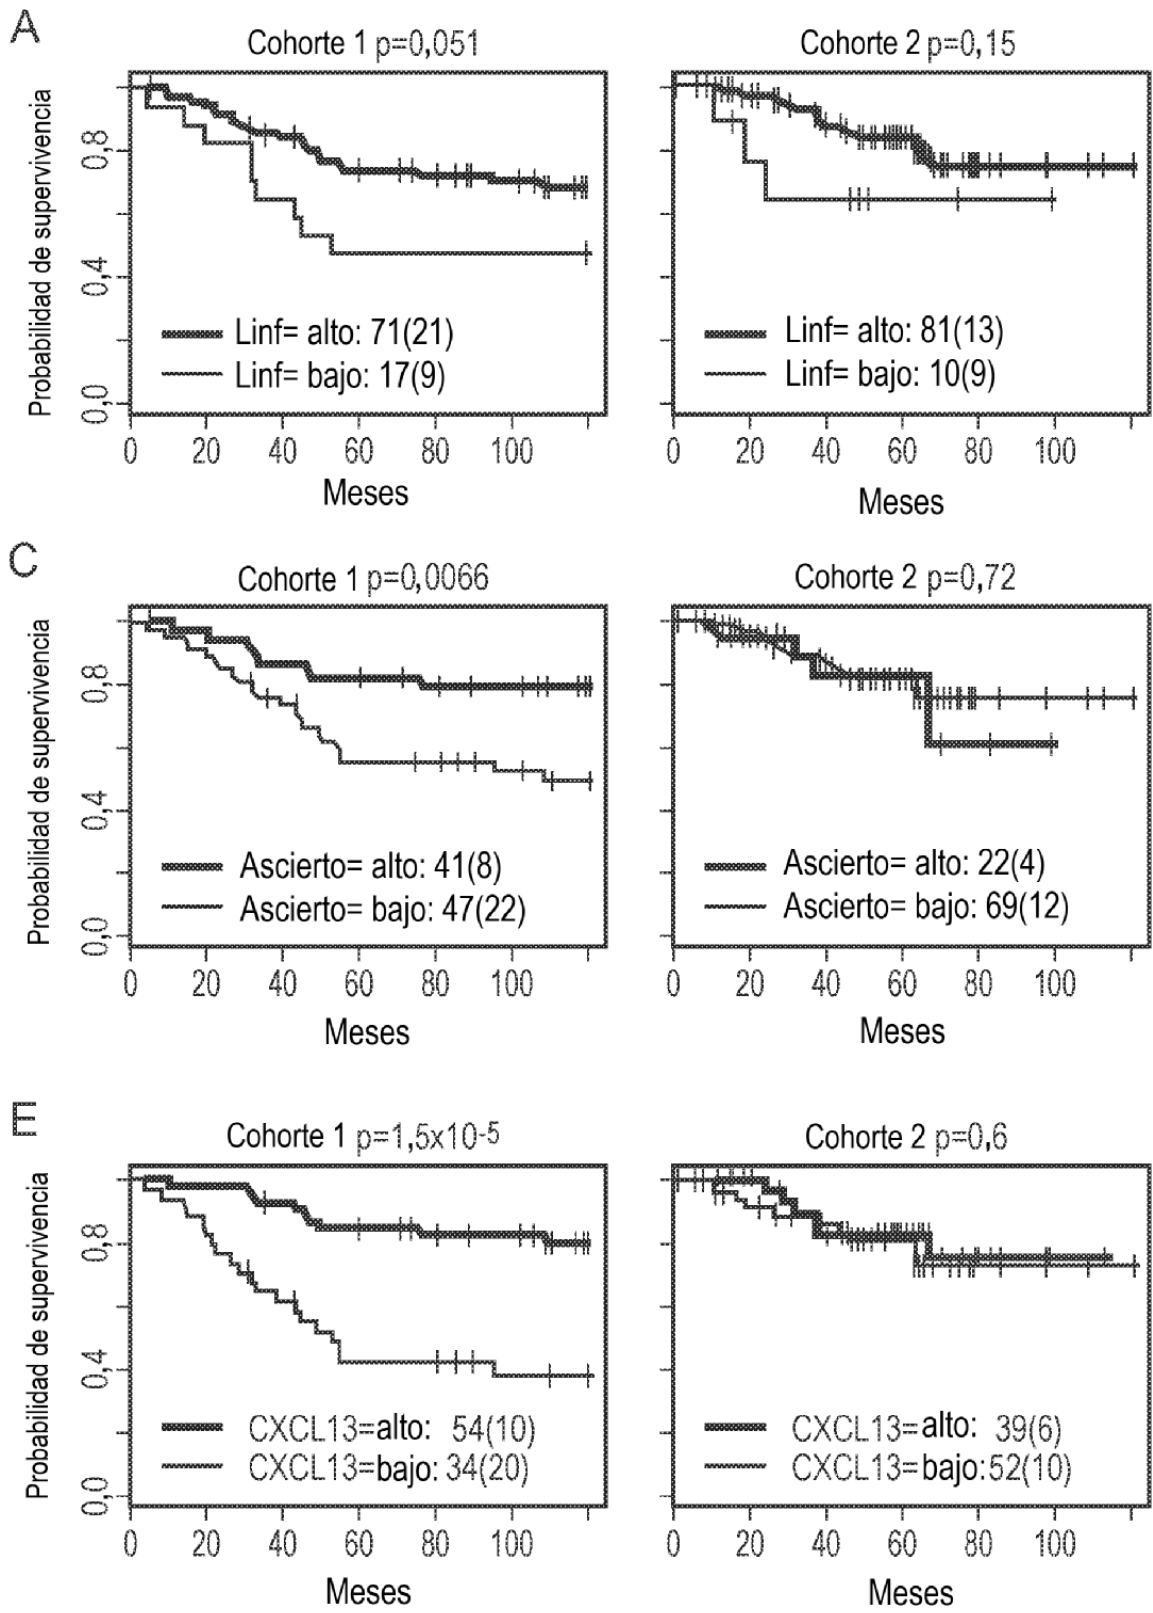 A
Cohorte 1 p=0,051
Probabilidad de supervivencia
0,8
0,4
0,0
Linf= alto: 71(21)
Linf= bajo: 17(9)
0 20 40 60 80 100
Meses
Cohorte 2 p=0,15
Linf= alto: 81(13)
Linf= bajo: 10(9)
0 20 40 60 80 100
Meses
C
Cohorte 1 p=0,0066
Probabilidad de supervivencia
0,8
0,4
0,0
Ascierto= alto: 41(8)
Ascierto= bajo: 47(22)
0 20 40 60 80 100
Meses
Cohorte 2 p=0,72
Ascierto= alto: 22(4)
Ascierto= bajo: 69(12)
0 20 40 60 80 100
Meses
E
Cohorte 1 p=1,5x10-5
Probabilidad de supervivencia
0,8
0,4
0,0
CXCL13=alto: 54(10)
CXCL13=bajo: 34(20)
0 20 40 60 80 100
Meses
Cohorte 2 p=0,6
CXCL13=alto: 39(6)
CXCL13=bajo:52(10)
0 20 40 60 80 100
Meses